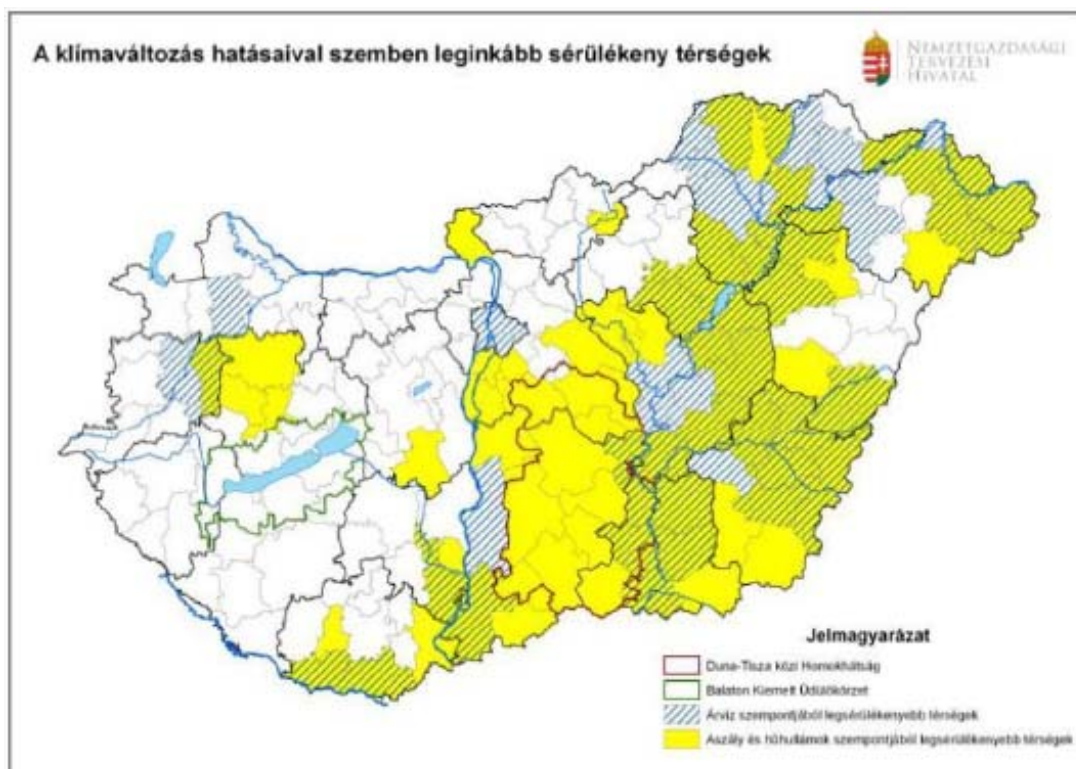 A klímaváltozás hatásaival szemben leginkább sérülékeny térségek
NEMZETGAZDASÁGI
TERVEZÉSI
HIVATAL
Jelmagyarázat
Duna-Tisza közi Homokhátság
Balaton Kiemelt Üdülőkörzet
Árvíz szempontjából legsérülékenyebb térségek
Aszály és hőhullámok szempontjából legsérülékenyebb térségek